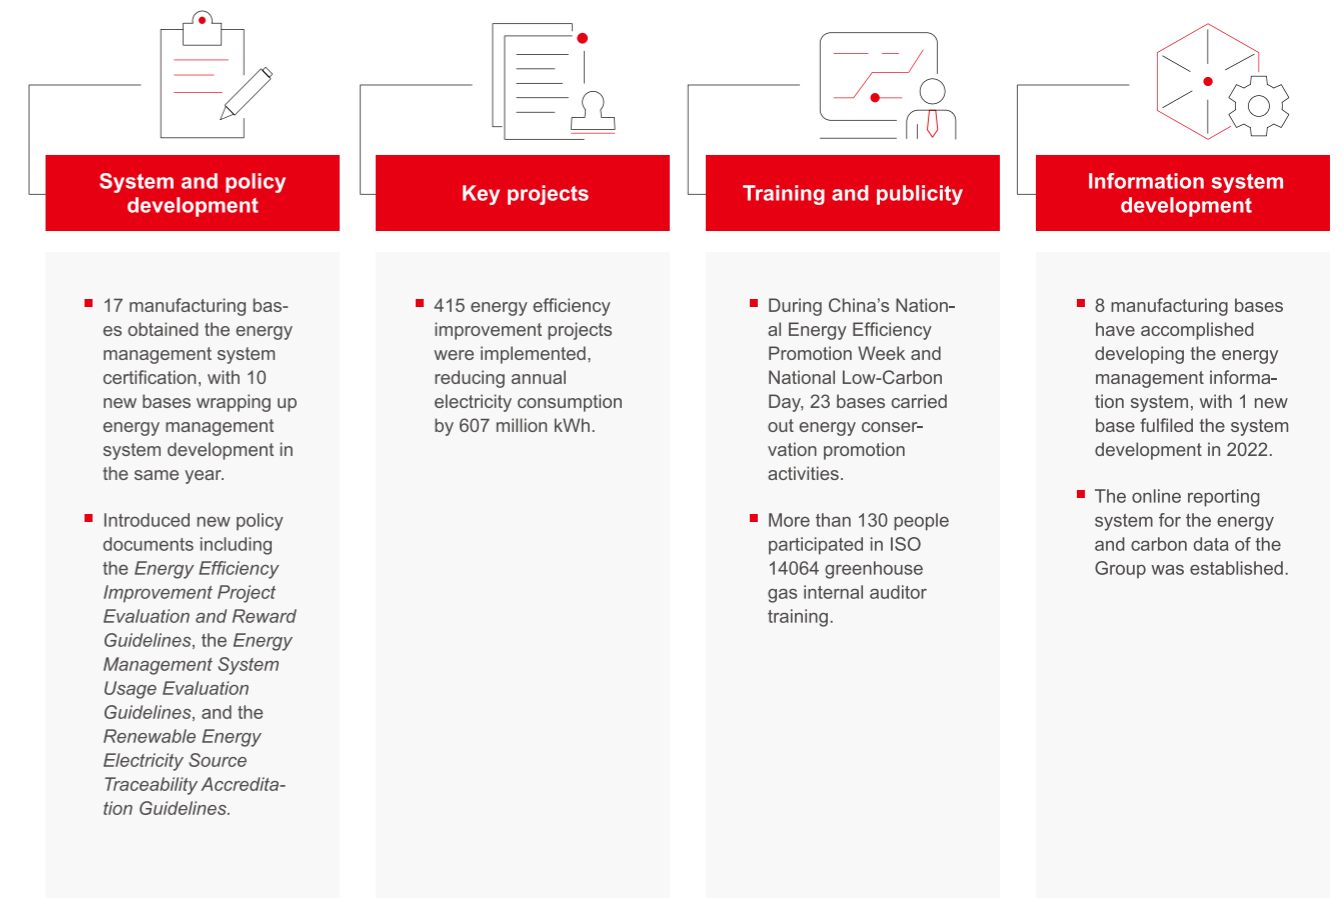 System and policy
development
17 manufacturing bas-
es obtained the energy
management system
certification, with 10
new bases wrapping up
energy management
system development in
the same year.
Introduced new policy
documents including
the Energy Efficiency
Improvement Project
Evaluation and Reward
Guidelines, the Energy
Management System
Usage Evaluation
Guidelines, and the
Renewable Energy
Electricity Source
Traceability Accredita-
tion Guidelines.
Key projects
415 energy efficiency
improvement projects
were implemented,
reducing annual
electricity consumption
by 607 million kWh.
Training and publicity
During China’s Nation-
al Energy Efficiency
Promotion Week and
National Low-Carbon
Day, 23 bases carried
out energy conser-
vation promotion
activities.
More than 130 people
participated in ISO
14064 greenhouse
gas internal auditor
training.
Information system
development
8 manufacturing bases
have accomplished
developing the energy
management informa-
tion system, with 1 new
base fulfiled the system
development in 2022.
The online reporting
system for the energy
and carbon data of the
Group was established.